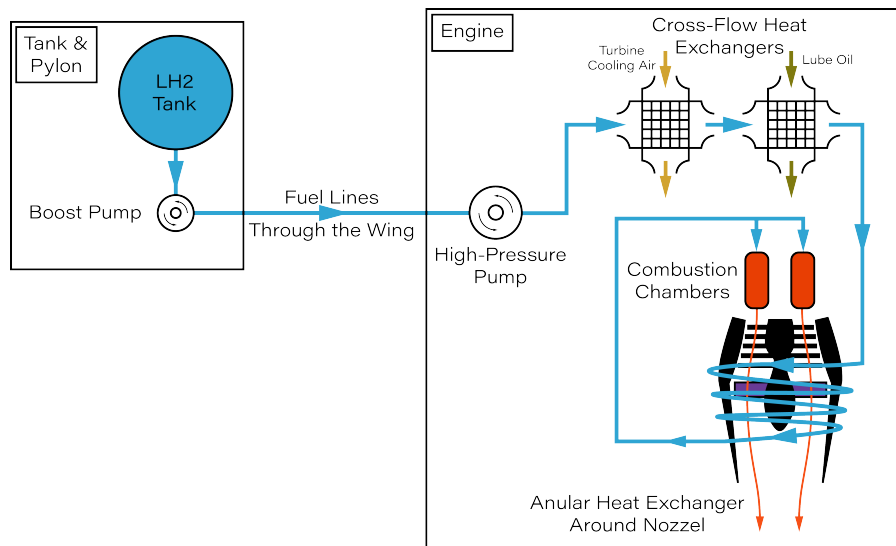 Tank &
Pylon
LH2
Tank
Boost Pump
Fuel Lines
Through the Wing
Engine
Cross-Flow Heat
Exchangers
Turbine
Cooling Air
Lube Oil
High-Pressure
Pump
Combustion
Chambers
Anular Heat Exchanger
Around Nozzel